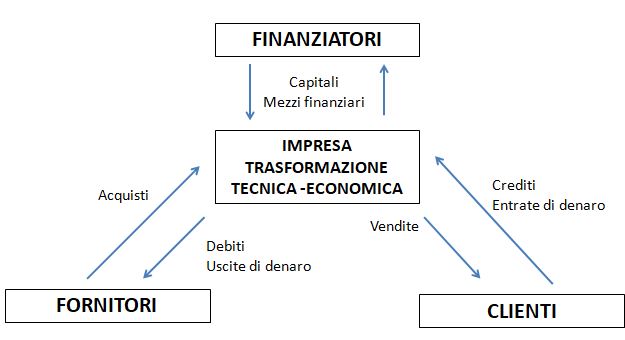 FINANZIATORI
Capitali
Mezzi finanziari
IMPRESA
TRASFORMAZIONE
TECNICA -ECONOMICA
Acquisti
Crediti
Entrate di denaro
Vendite
Debiti
Uscite di denaro
FORNITORI
CLIENTI